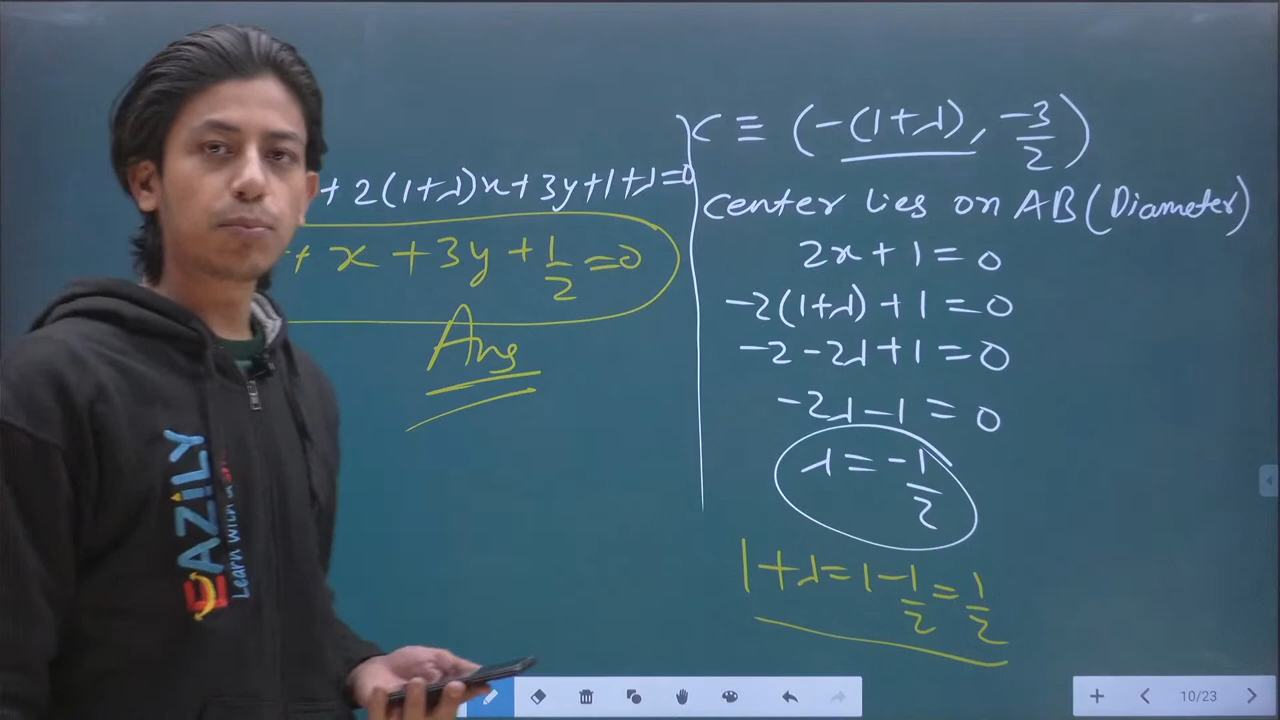 + 2(1+λ)x+3y+1+λ=0
+ x + 3y + 1/2 = 0
Ans
C ≡ (-(1+λ), -3/2)
center lies on AB (Diameter)
2x + 1 = 0
-2(1+λ) + 1 = 0
-2 - 2λ + 1 = 0
-2λ - 1 = 0
λ = -1/2
1+λ = 1 - 1/2 = 1/2
EAZILY
Learn with a
10/23